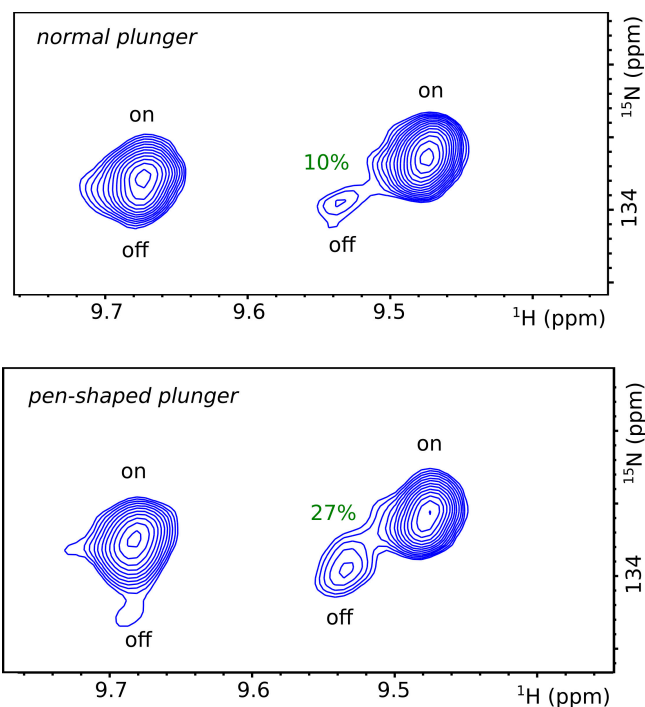 normal plunger
on
on
10%
off
off
134
¹⁵N (ppm)
9.7
9.6
9.5
¹H (ppm)
pen-shaped plunger
on
on
27%
off
off
134
¹⁵N (ppm)
9.7
9.6
9.5
¹H (ppm)